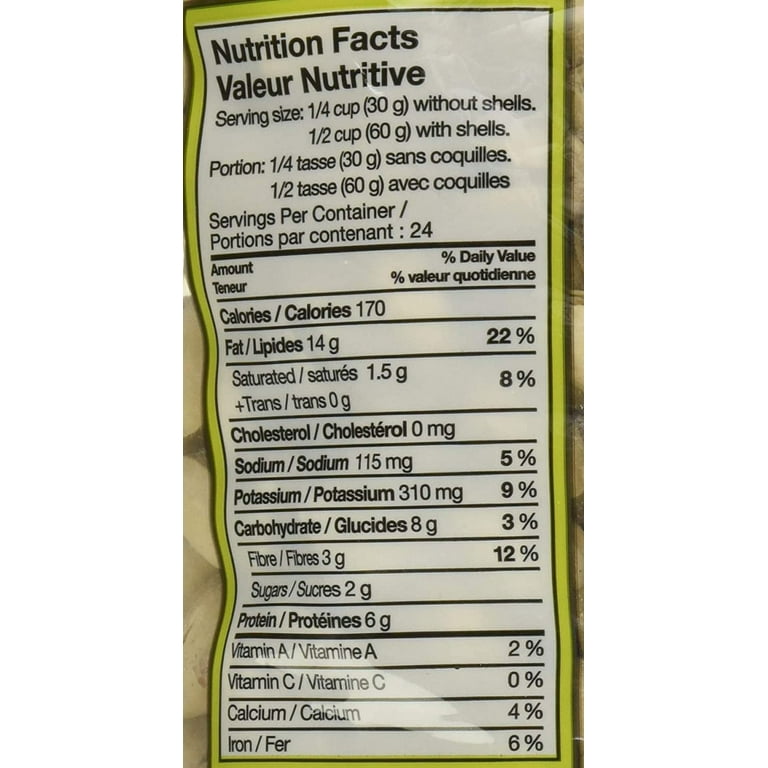 Nutrition Facts
Valeur Nutritive
Serving size: 1/4 cup (30 g) without shells.
1/2 cup (60 g) with shells.
Portion: 1/4 tasse (30 g) sans coquilles.
1/2 tasse (60 g) avec coquilles
Servings Per Container /
Portions par contenant : 24
Amount % Daily Value
Teneur % valeur quotidienne
Calories / Calories 170
Fat / Lipides 14 g 22 %
Saturated / saturés 1.5 g 8 %
+Trans / trans 0 g
Cholesterol / Cholestérol 0 mg
Sodium / Sodium 115 mg 5 %
Potassium / Potassium 310 mg 9 %
Carbohydrate / Glucides 8 g 3 %
Fibre / Fibres 3 g 12 %
Sugars / Sucres 2 g
Protein / Protéines 6 g
Vitamin A / Vitamine A 2 %
Vitamin C / Vitamine C 0 %
Calcium / Calcium 4 %
Iron / Fer 6 %